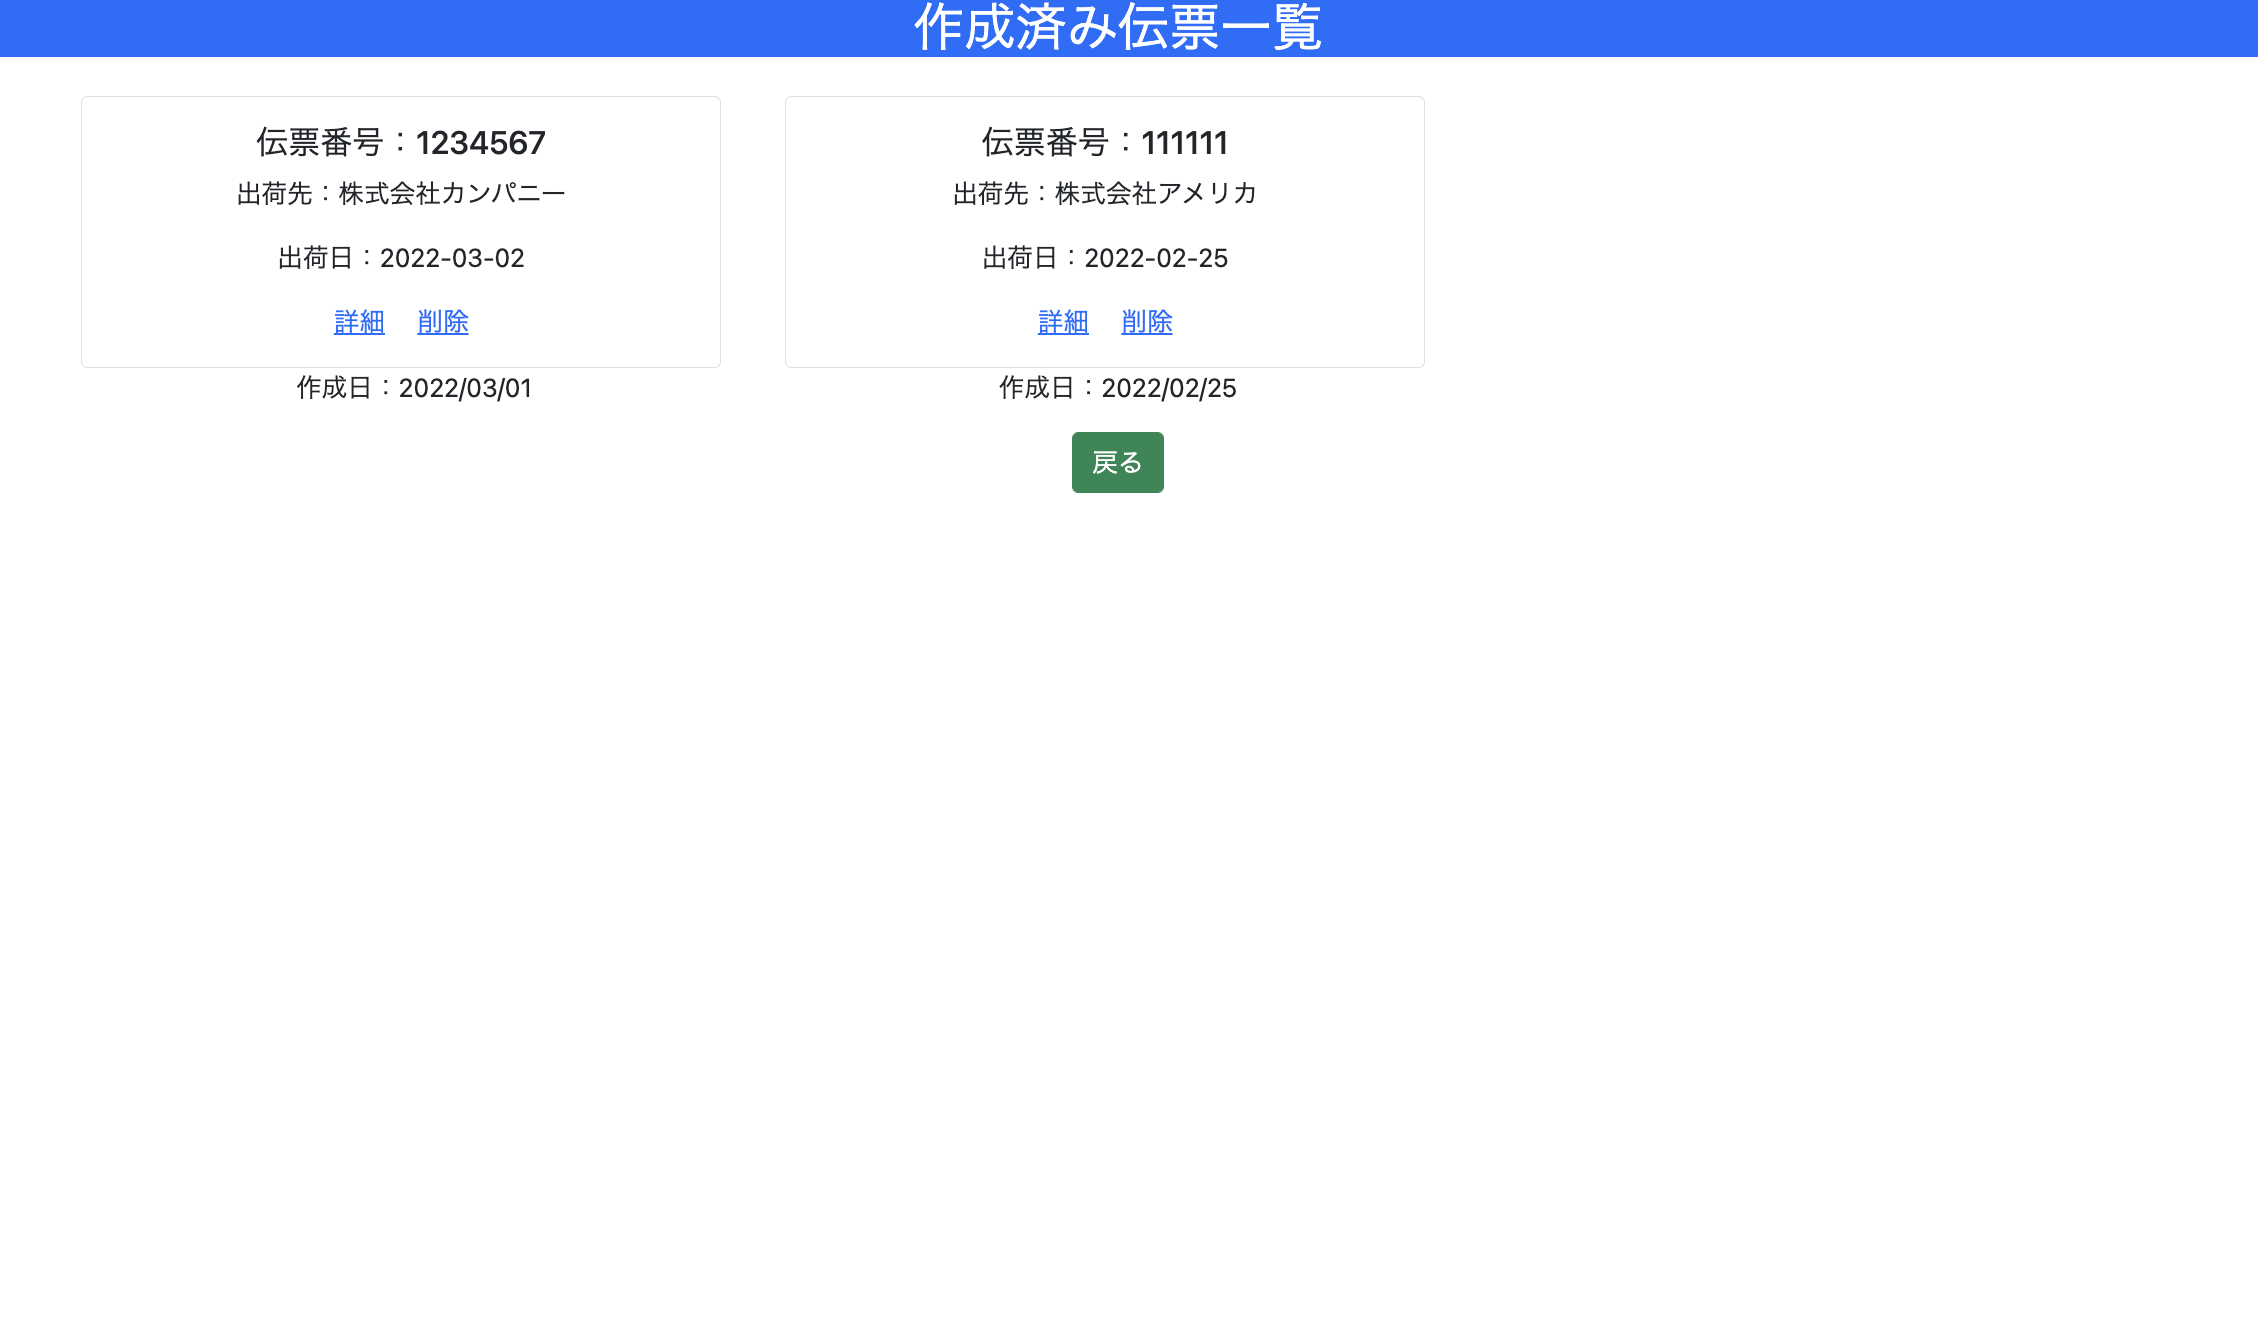 作成済み伝票一覧
伝票番号：1234567
出荷先：株式会社カンパニー
出荷日：2022-03-02
詳細 削除
作成日：2022/03/01
伝票番号：111111
出荷先：株式会社アメリカ
出荷日：2022-02-25
詳細 削除
作成日：2022/02/25
戻る